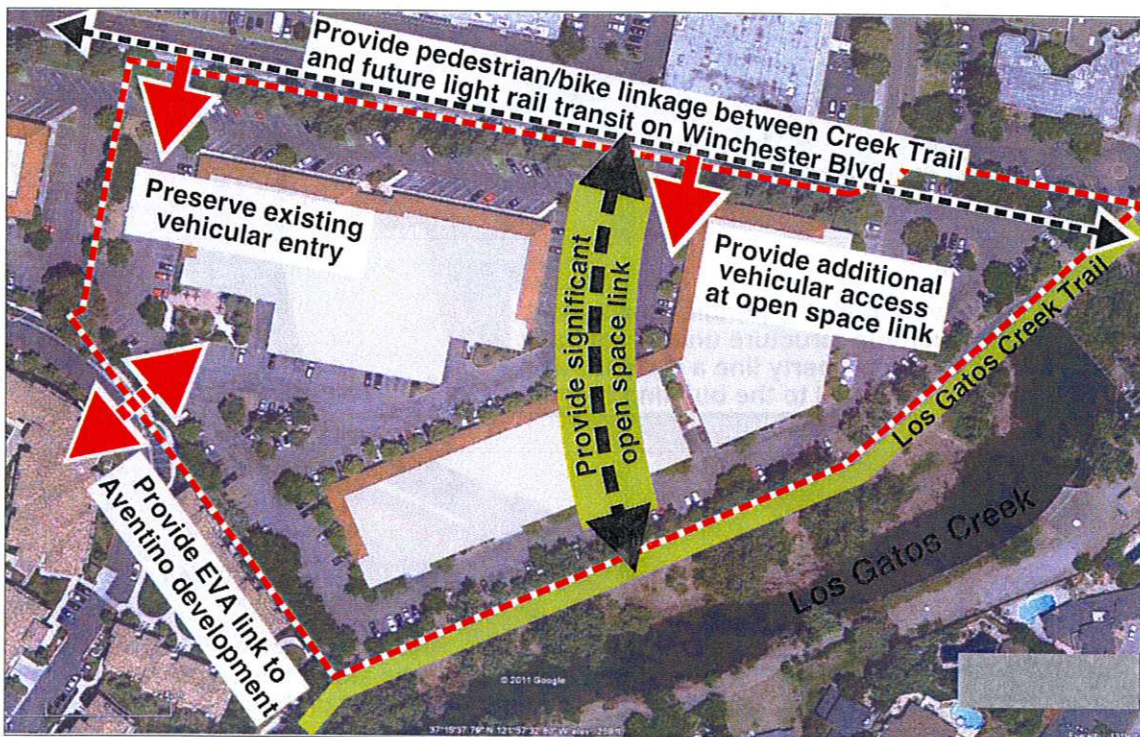 Provide pedestrian/bike linkage between Creek Trail
and future light rail transit on Winchester Blvd.
Preserve existing
vehicular entry
Provide significant
open space link
Provide additional
vehicular access
at open space link
Los Gatos Creek Trail
Los Gatos Creek
Provide EVA link to
Aventino development
© 2011 Google